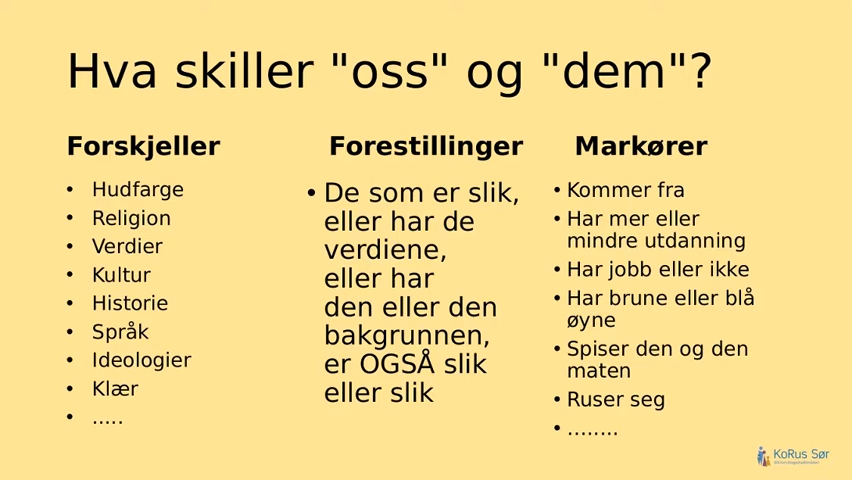 Hva skiller "oss" og "dem"?
Forskjeller
• Hudfarge
• Religion
• Verdier
• Kultur
• Historie
• Språk
• Ideologier
• Klær
• .....
Forestillinger
• De som er slik,
eller har de
verdiene,
eller har
den eller den
bakgrunnen,
er OGSÅ slik
eller slik
Markører
• Kommer fra
• Har mer eller
mindre utdanning
• Har jobb eller ikke
• Har brune eller blå
øyne
• Spiser den og den
maten
• Ruser seg
• ........
KoRus Sør